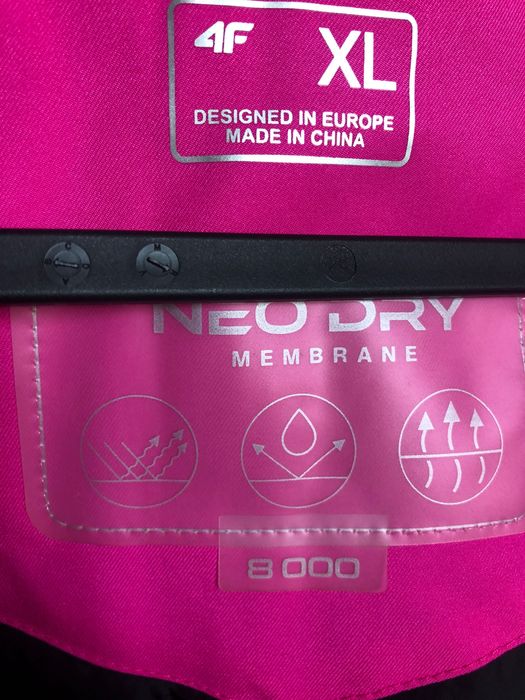 4F XL
DESIGNED IN EUROPE
MADE IN CHINA
NEO DRY
MEMBRANE
8 000